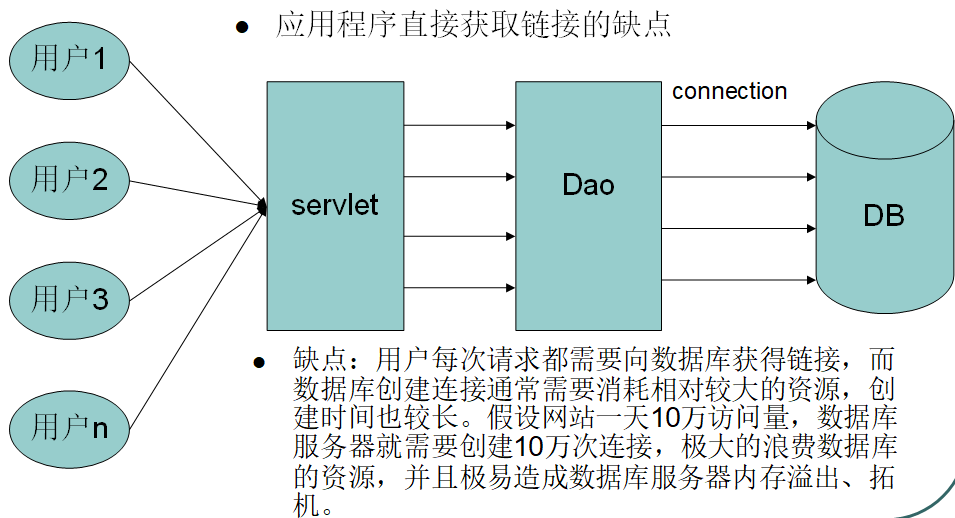 应用程序直接获取链接的缺点
用户1
用户2
用户3
用户n
servlet
Dao
connection
DB
缺点：用户每次请求都需要向数据库获得链接，而
数据库创建连接通常需要消耗相对较大的资源，创
建时间也较长。假设网站一天10万访问量，数据库
服务器就需要创建10万次连接，极大的浪费数据库
的资源，并且极易造成数据库服务器内存溢出、拓
机。